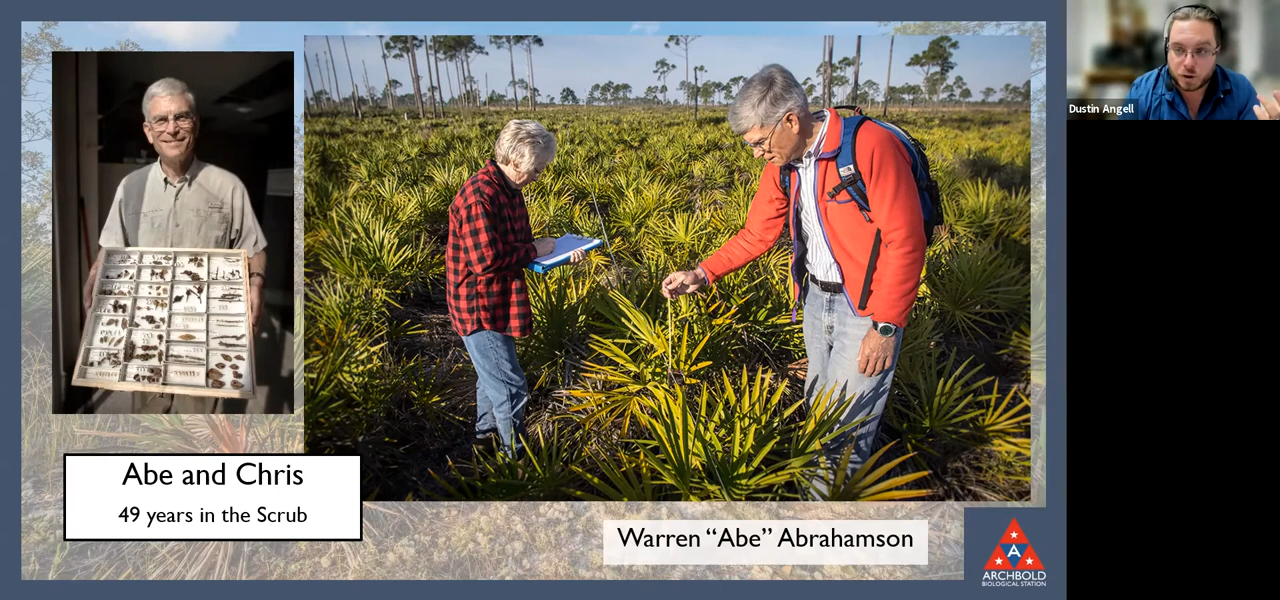 Dustin Angell
Abe and Chris
49 years in the Scrub
Warren “Abe” Abrahamson
A
ARCHBOLD
BIOLOGICAL STATION